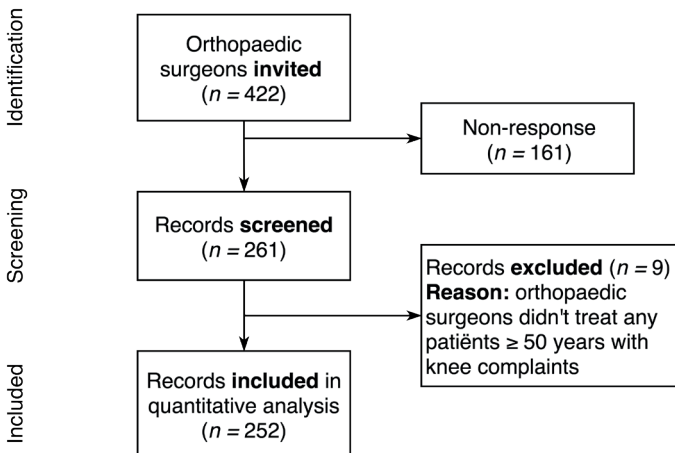 Identification
Orthopaedic
surgeons invited
(n = 422)
Non-response
(n = 161)
Screening
Records screened
(n = 261)
Records excluded (n = 9)
Reason: orthopaedic
surgeons didn't treat any
patiënts ≥ 50 years with
knee complaints
Included
Records included in
quantitative analysis
(n = 252)